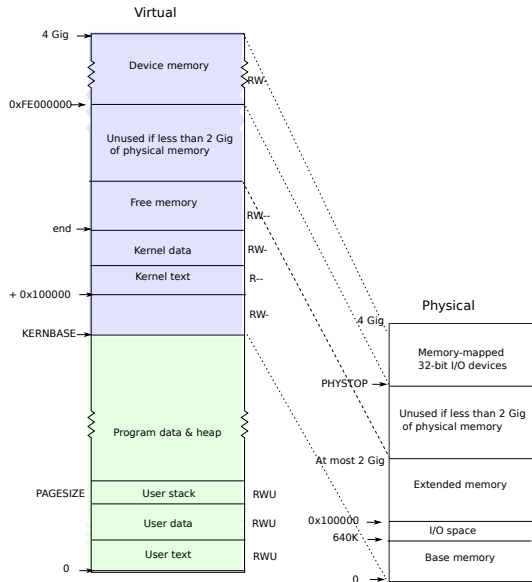 Virtual
4 Gig
Device memory
RW-
0xFE000000
Unused if less than 2 Gig
of physical memory
Free memory
RW--
end
Kernel data
RW-
Kernel text
R--
+ 0x100000
RW-
KERNBASE
Program data & heap
PAGESIZE
User stack
RWU
User data
RWU
User text
RWU
0
Physical
4 Gig
Memory-mapped
32-bit I/O devices
PHYSTOP
Unused if less than 2 Gig
of physical memory
At most 2 Gig
Extended memory
0x100000
I/O space
640K
Base memory
0